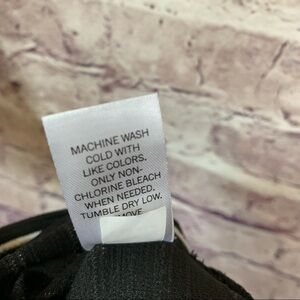 MACHINE WASH
COLD WITH
LIKE COLORS.
ONLY NON-
CHLORINE BLEACH
WHEN NEEDED.
TUMBLE DRY LOW.